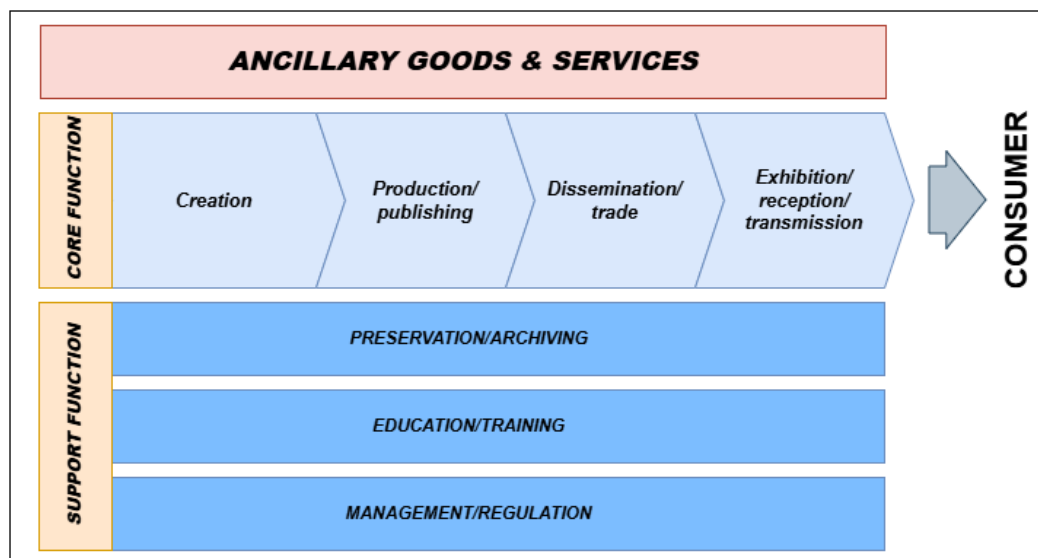 ANCILLARY GOODS & SERVICES
CORE FUNCTION
Creation
Production/
publishing
Dissemination/
trade
Exhibition/
reception/
transmission
CONSUMER
SUPPORT FUNCTION
PRESERVATION/ARCHIVING
EDUCATION/TRAINING
MANAGEMENT/REGULATION